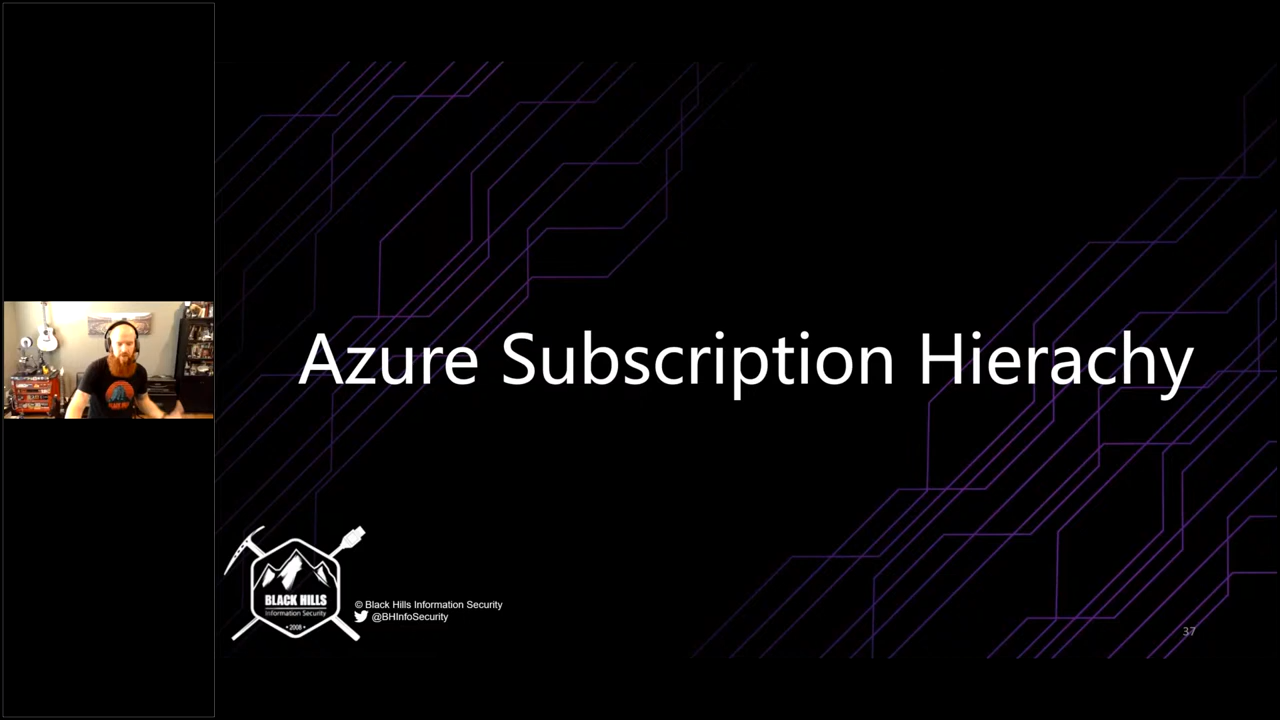 Azure Subscription Hierachy
BLACK HILLS
Information Security
• 2008 •
© Black Hills Information Security
@BHInfoSecurity
37